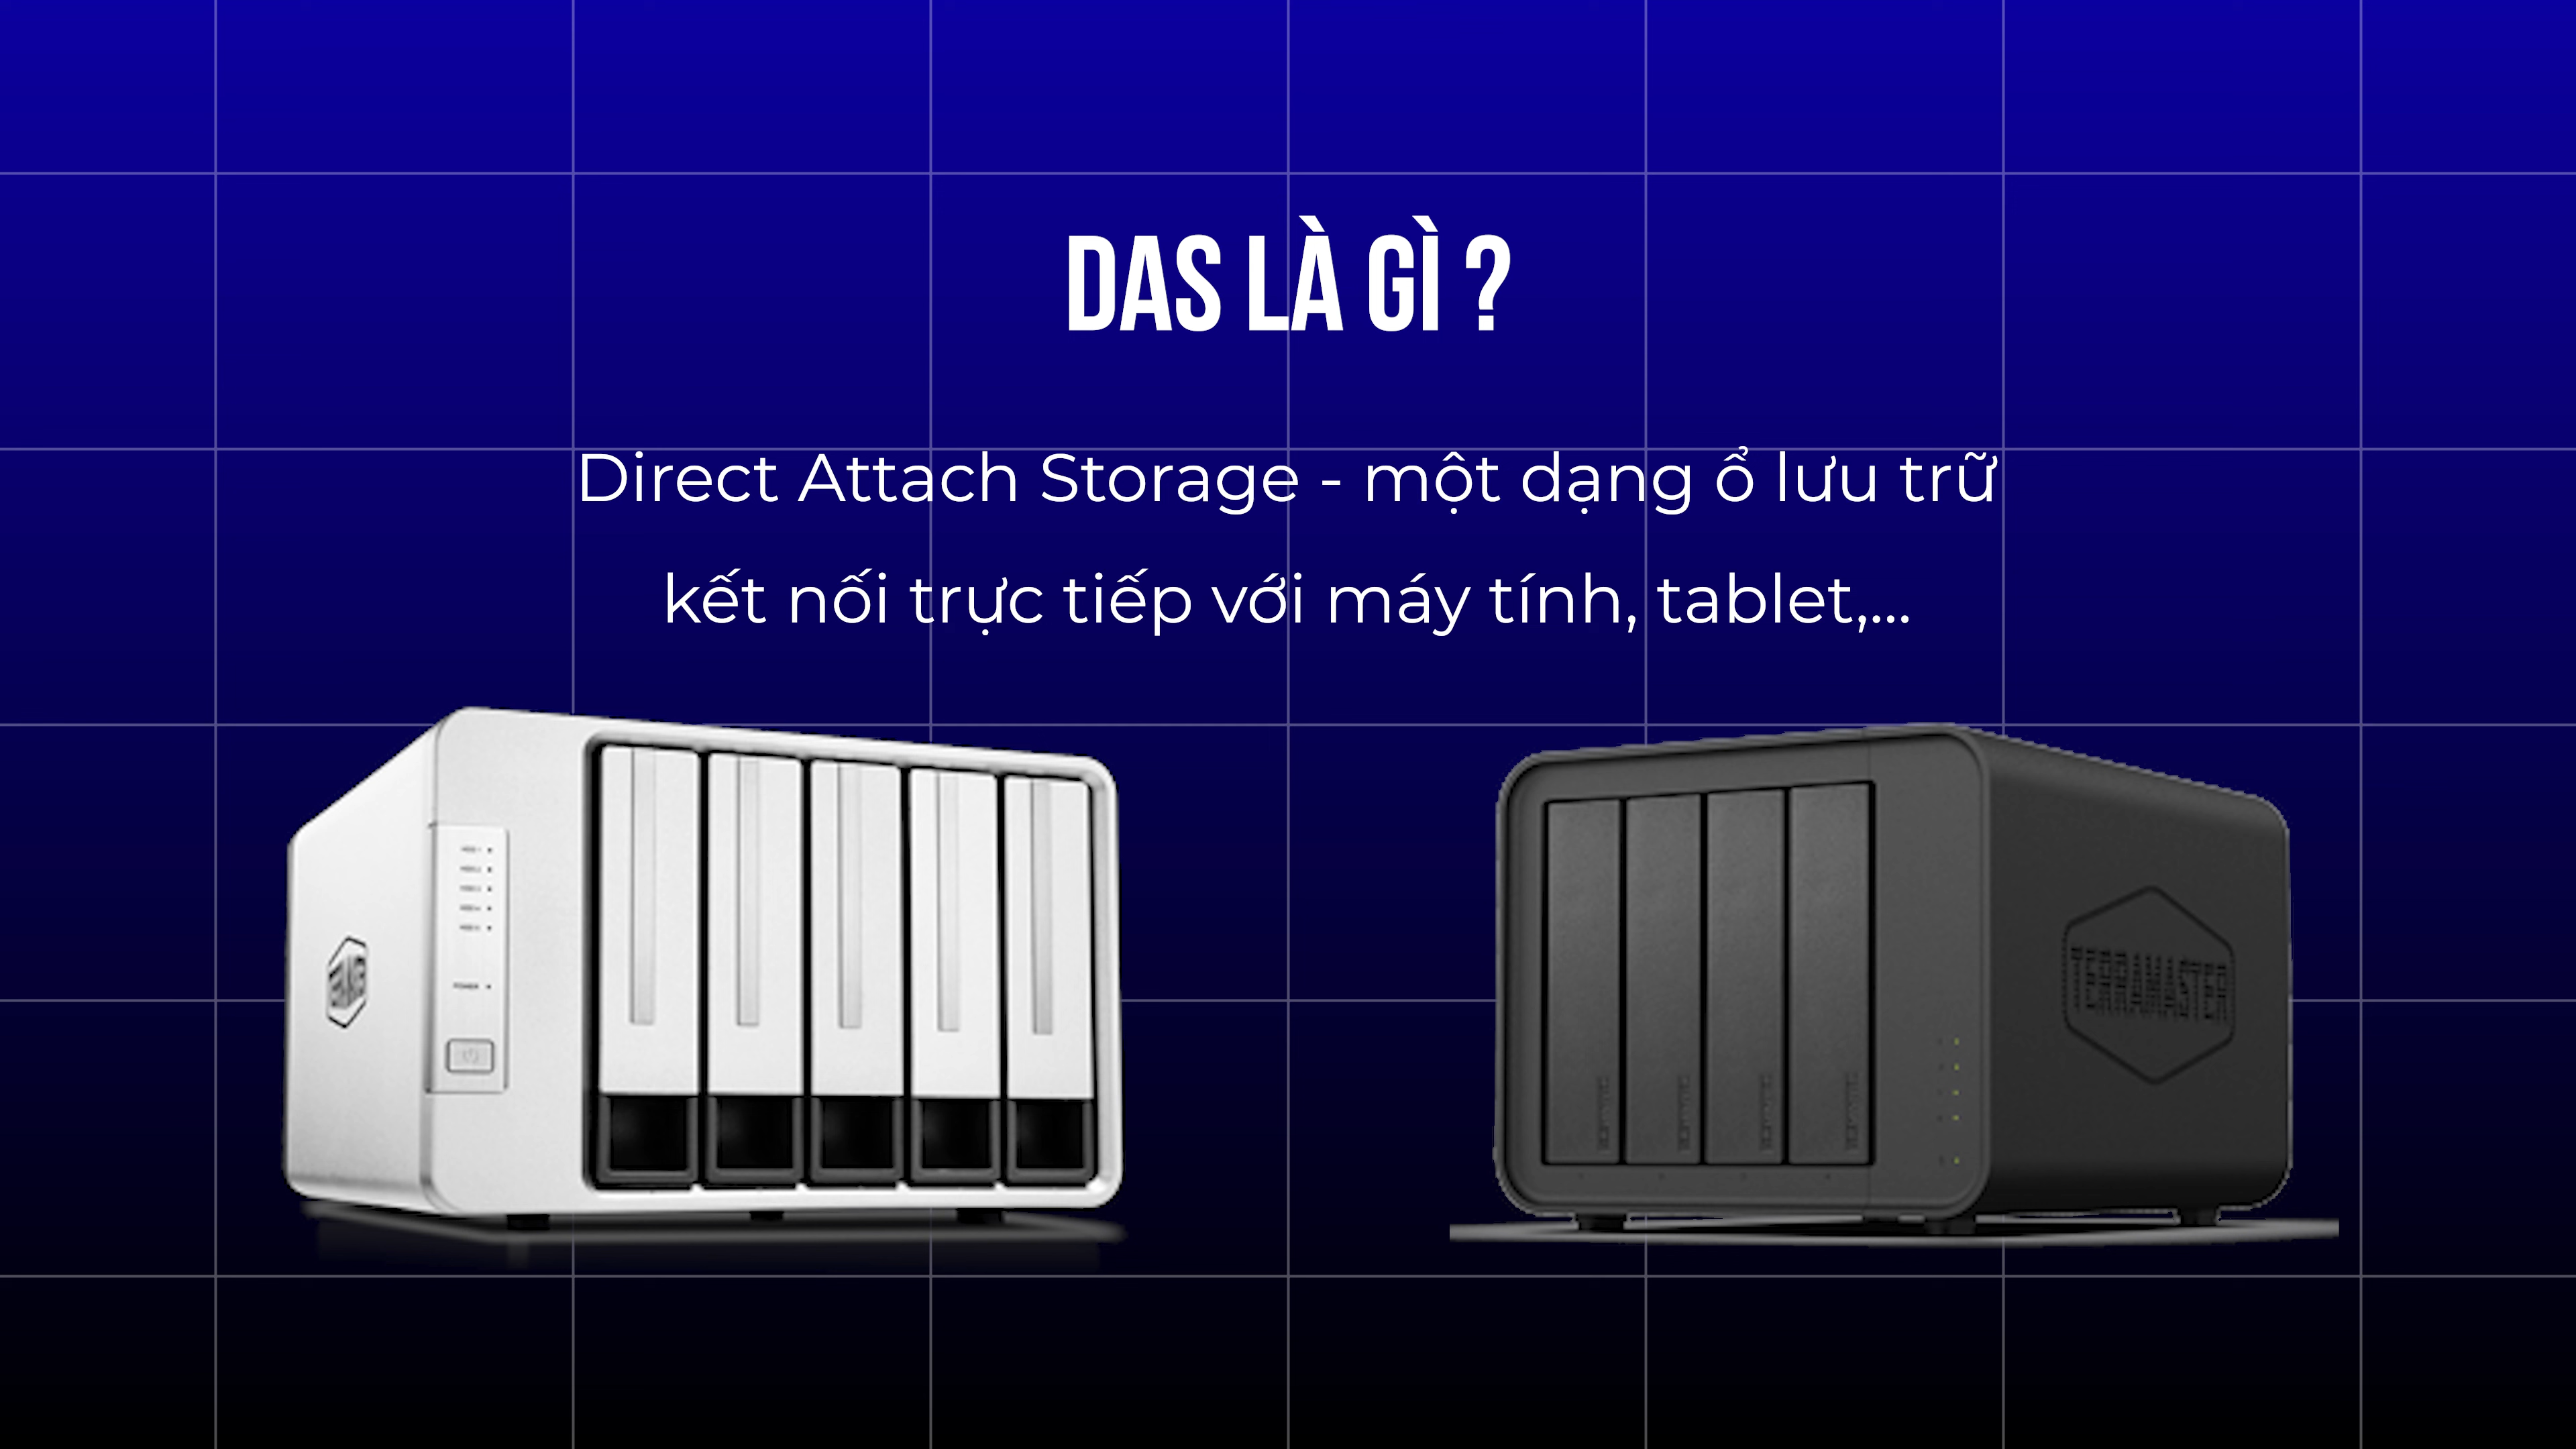 DAS LÀ GÌ ?
Direct Attach Storage - một dạng ổ lưu trữ
kết nối trực tiếp với máy tính, tablet,...
TERRAMASTER